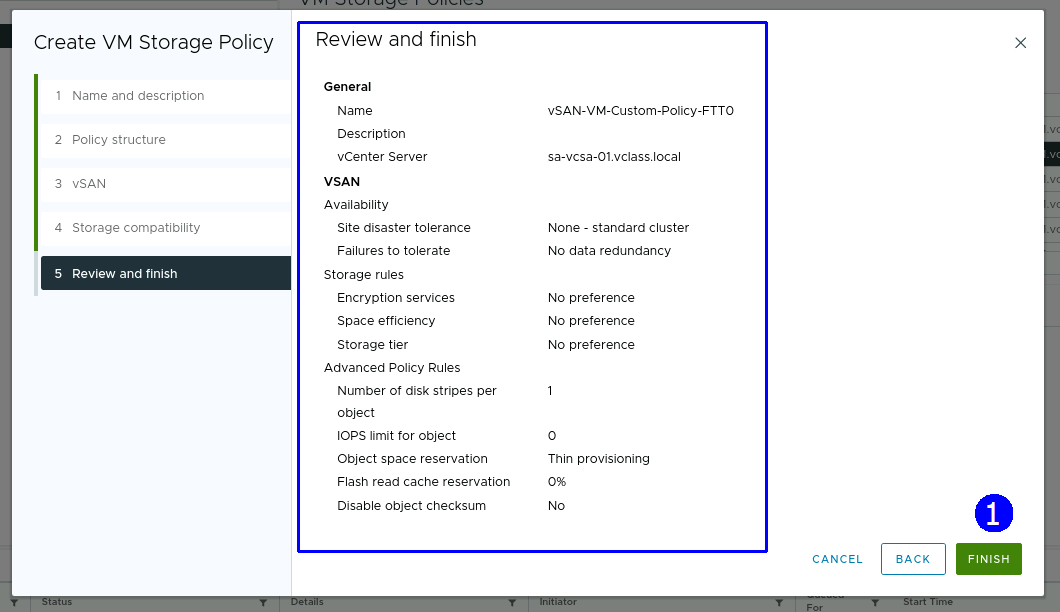 VM Storage Policies
Create VM Storage Policy
1 Name and description
2 Policy structure
3 vSAN
4 Storage compatibility
5 Review and finish
Review and finish
General
Name vSAN-VM-Custom-Policy-FTT0
Description
vCenter Server sa-vcsa-01.vclass.local
VSAN
Availability
Site disaster tolerance None - standard cluster
Failures to tolerate No data redundancy
Storage rules
Encryption services No preference
Space efficiency No preference
Storage tier No preference
Advanced Policy Rules
Number of disk stripes per object 1
IOPS limit for object 0
Object space reservation Thin provisioning
Flash read cache reservation 0%
Disable object checksum No
1
CANCEL BACK FINISH
Status Details Initiator Queued For Start Time